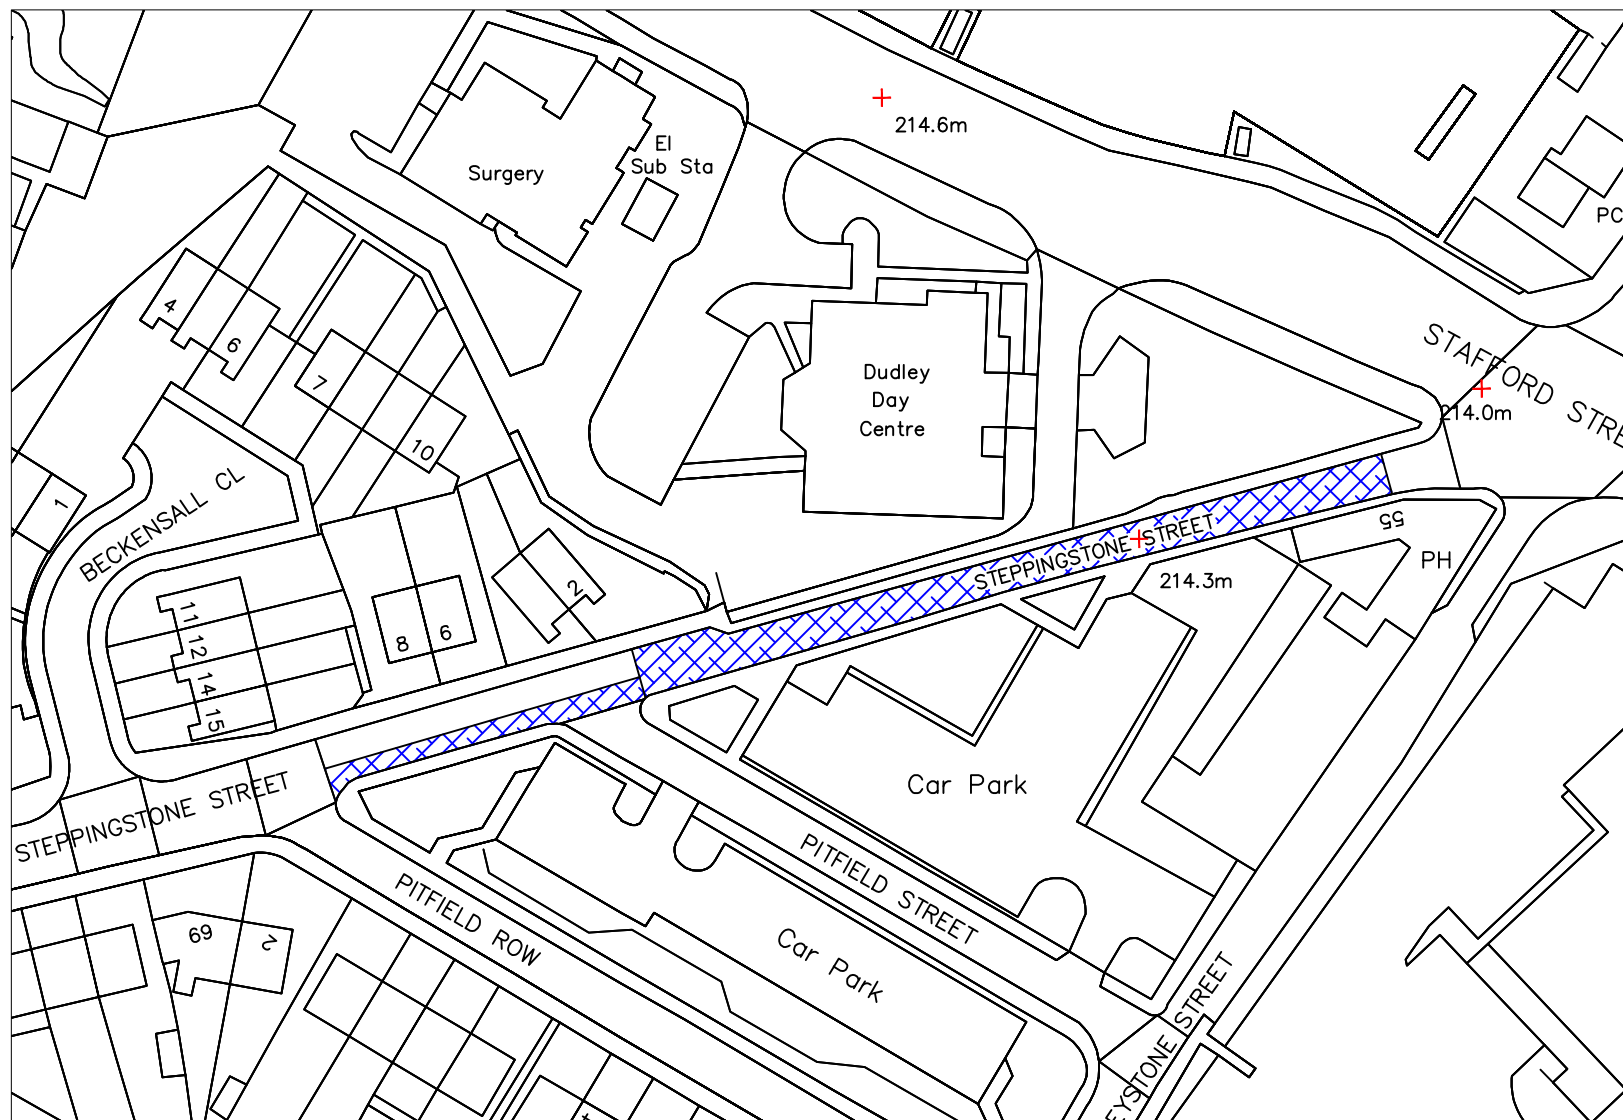 214.6m
El
Sub Sta
Surgery
PC
4
6
7
10
STAFFORD STRE
214.0m
Dudley
Day
Centre
1
BECKENSALL CL
55
PH
STEPPINGSTONE STREET
214.3m
2
8
6
11
12
14
15
STEPPINGSTONE STREET
Car Park
PITFIELD STREET
PITFIELD ROW
69
2
Car Park
EYSTONE STREET